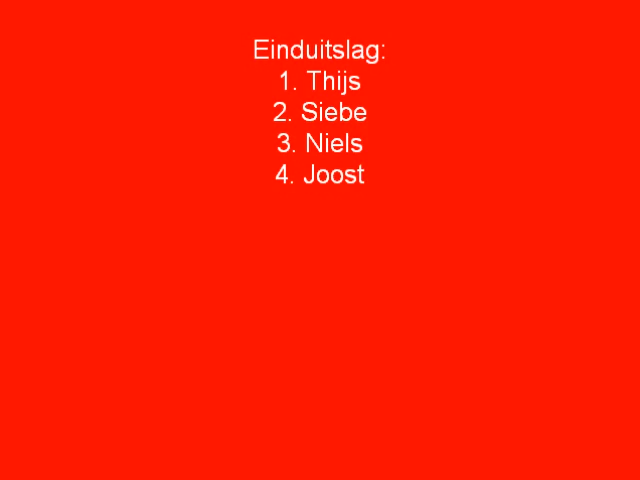 Einduitslag:
1. Thijs
2. Siebe
3. Niels
4. Joost